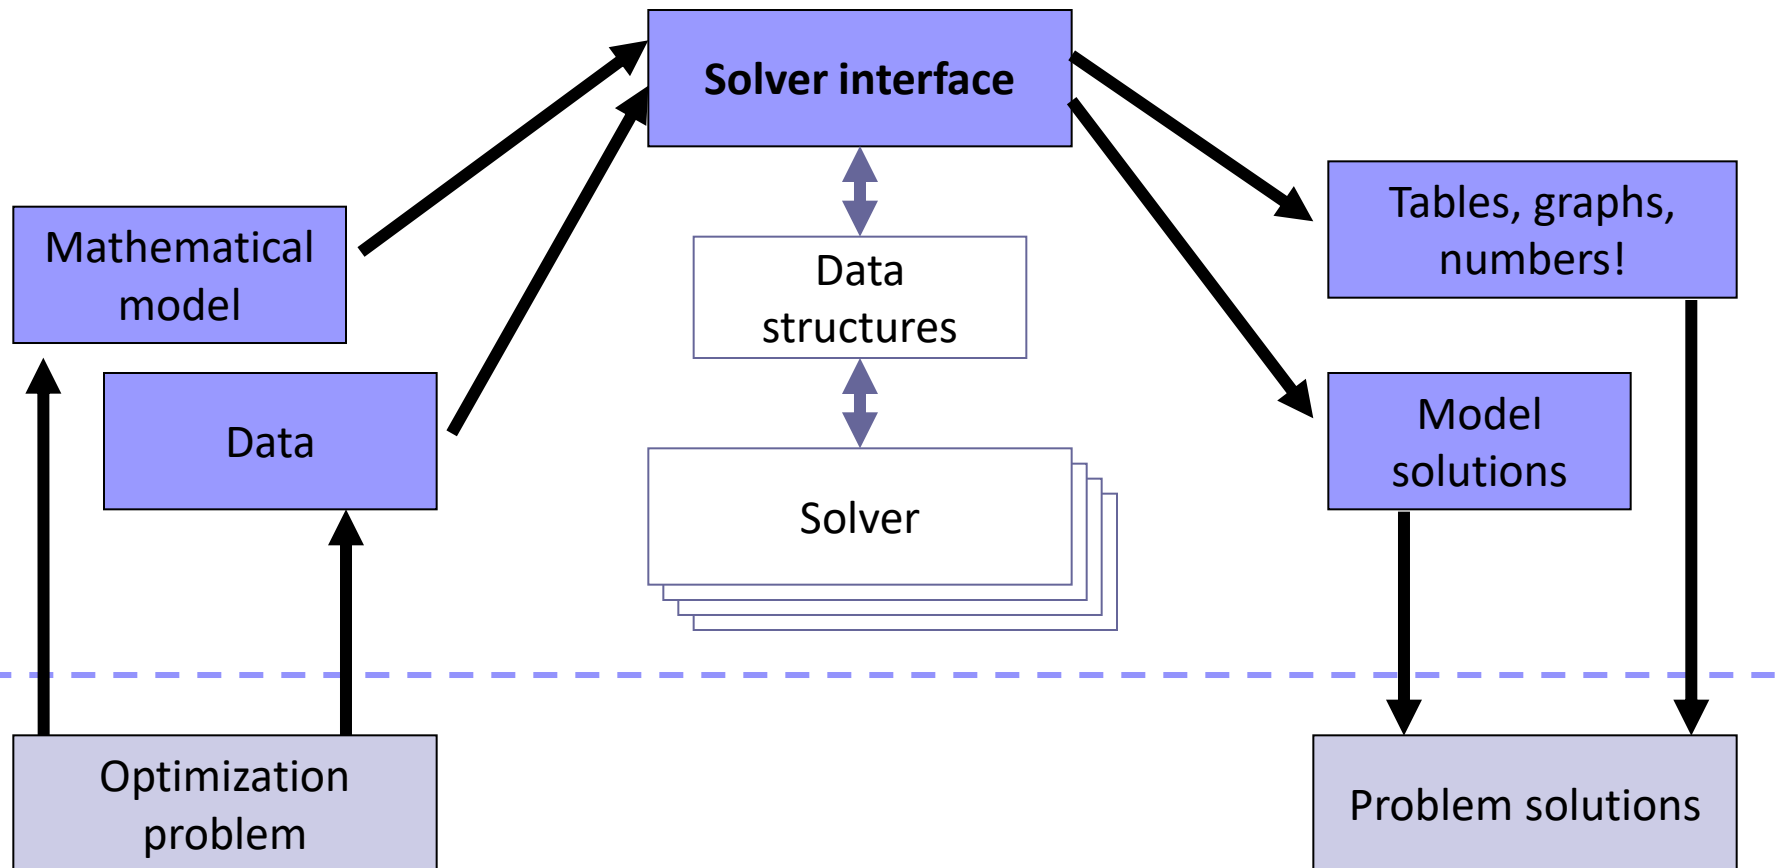 Solver interface
Mathematical
model
Data
Data
structures
Solver
Tables, graphs,
numbers!
Model
solutions
Optimization
problem
Problem solutions